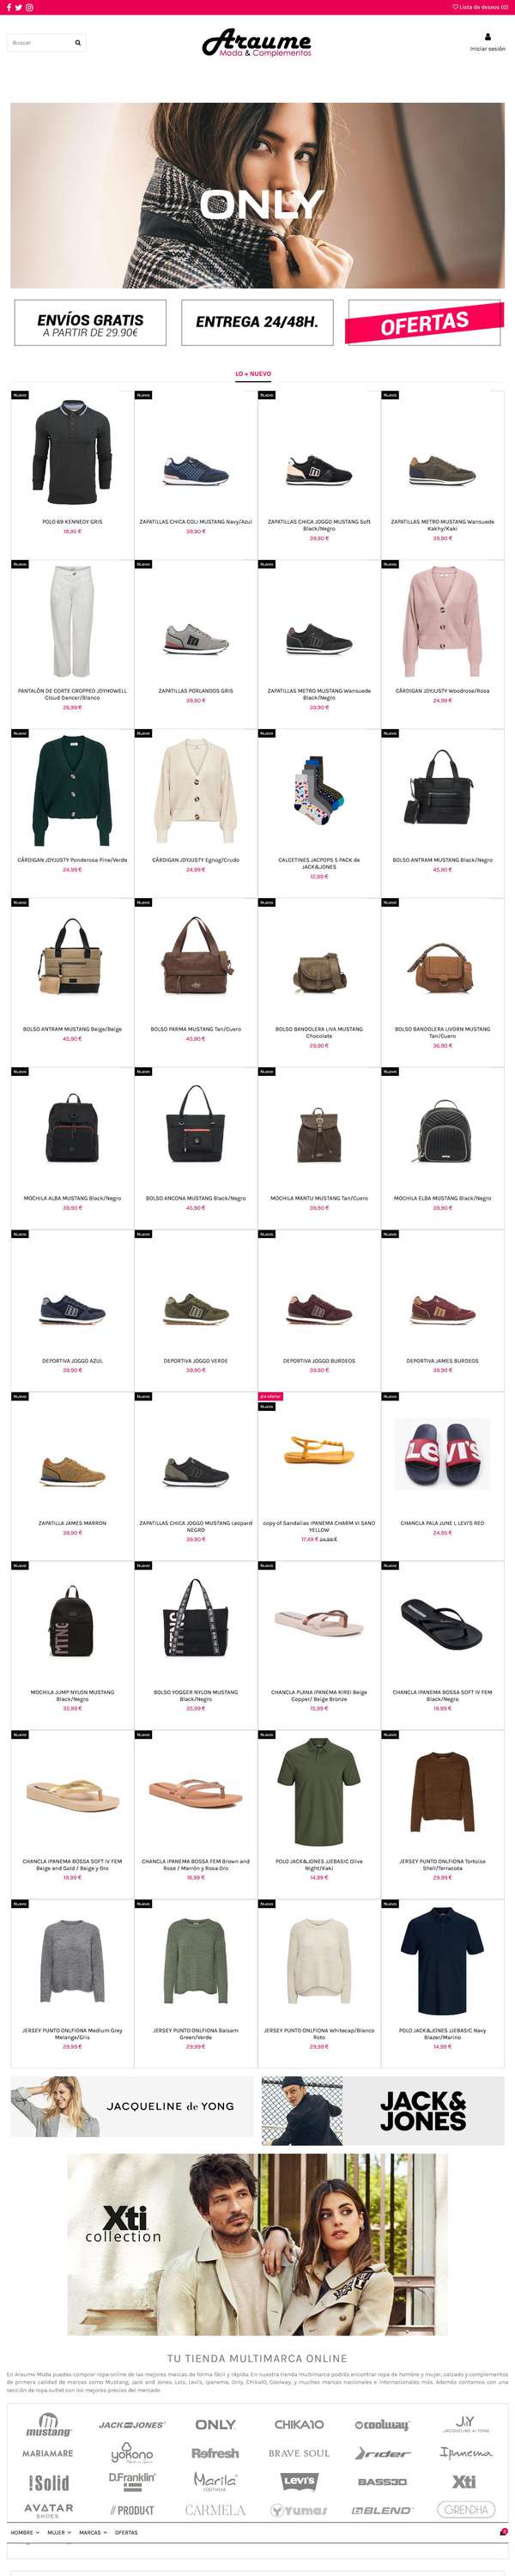 Lista de deseos (0)
Buscar
Araume
Moda & Complementos
Iniciar sesión
ONLY
ENVÍOS GRATIS
A PARTIR DE 29.90€
ENTREGA 24/48H.
OFERTAS
LO + NUEVO
Nuevo Nuevo Nuevo Nuevo
POLO 69 KENNEDY GRIS
19,95 €
ZAPATILLAS CHICA GOLI MUSTANG Navy/Azul
39,90 €
ZAPATILLAS CHICA JOGGO MUSTANG Soft
Black/Negro
39,90 €
ZAPATILLAS METRO MUSTANG Wansuede
Kakhy/Kaki
39,90 €
Nuevo Nuevo Nuevo Nuevo
PANTALÓN DE CORTE CROPPED JDYHOWELL
Cloud Dancer/Blanco
26,99 €
ZAPATILLAS PORLANDOS GRIS
39,90 €
ZAPATILLAS METRO MUSTANG Wansuede
Black/Negro
39,90 €
CÁRDIGAN JDYJUSTY Woodrose/Rosa
24,99 €
Nuevo Nuevo Nuevo Nuevo
CÁRDIGAN JDYJUSTY Ponderosa Pine/Verde
24,99 €
CÁRDIGAN JDYJUSTY Egnog/Crudo
24,99 €
CALCETINES JACPOPS 5 PACK de
JACK&JONES
12,99 €
BOLSO ANTRAM MUSTANG Black/Negro
45,90 €
Nuevo Nuevo Nuevo Nuevo
BOLSO ANTRAM MUSTANG Beige/Beige
45,90 €
BOLSO PARMA MUSTANG Tan/Cuero
45,90 €
BOLSO BANDOLERA LIVA MUSTANG
Chocolate
29,90 €
BOLSO BANDOLERA LIVORN MUSTANG
Tan/Cuero
36,90 €
Nuevo Nuevo Nuevo Nuevo
MOCHILA ALBA MUSTANG Black/Negro
39,90 €
BOLSO ANCONA MUSTANG Black/Negro
45,90 €
MOCHILA MANTU MUSTANG Tan/Cuero
39,90 €
MOCHILA ELBA MUSTANG Black/Negro
39,90 €
Nuevo Nuevo Nuevo Nuevo
DEPORTIVA JOGGO AZUL
39,90 €
DEPORTIVA JOGGO VERDE
39,90 €
DEPORTIVA JOGGO BURDEOS
39,90 €
DEPORTIVA JAMES BURDEOS
39,90 €
Nuevo Nuevo ¡En oferta! Nuevo
Nuevo
LEVI'S
ZAPATILLA JAMES MARRON
39,90 €
ZAPATILLAS CHICA JOGGO MUSTANG Leopard
NEGRO
39,90 €
copy of Sandalias IPANEMA CHARM VI SAND
YELLOW
17,49 € 24,99 €
CHANCLA PALA JUNE L LEVI'S RED
24,95 €
Nuevo Nuevo Nuevo Nuevo
MTNG
MTNG
MOCHILA JUMP NYLON MUSTANG
Black/Negro
35,99 €
BOLSO YOGGER NYLON MUSTANG
Black/Negro
35,99 €
CHANCLA PLANA IPANEMA KIREI Beige
Copper/ Beige Bronze
15,99 €
CHANCLA IPANEMA BOSSA SOFT IV FEM
Black/Negro
19,99 €
Nuevo Nuevo Nuevo Nuevo
CHANCLA IPANEMA BOSSA SOFT IV FEM
Beige and Gold / Beige y Oro
19,99 €
CHANCLA IPANEMA BOSSA FEM Brown and
Rose / Marrón y Rosa Oro
16,99 €
POLO JACK&JONES JJEBASIC Olive
Night/Kaki
14,99 €
JERSEY PUNTO ONLFIONA Tortoise
Shell/Terracota
29,99 €
Nuevo Nuevo Nuevo Nuevo
JERSEY PUNTO ONLFIONA Medium Grey
Melange/Gris
29,99 €
JERSEY PUNTO ONLFIONA Balsam
Green/Verde
29,99 €
JERSEY PUNTO ONLFIONA Whitecap/Blanco
Roto
29,99 €
POLO JACK&JONES JJEBASIC Navy
Blazer/Marino
14,99 €
JACQUELINE de YONG
JACK&
JONES
Xti
collection
TU TIENDA MULTIMARCA ONLINE
En Araume Moda puedes comprar ropa online de las mejores marcas de forma fácil y rápida. En nuestra tienda multimarca podrás encontrar ropa de hombre y mujer, calzado y complementos
de primera calidad de marcas como Mustang, Jack and Jones, Lois, Levi's, Ipanema, Only, Chika10, Coolway, y muchas marcas nacionales e internacionales más. Además contamos con una
sección de ropa outlet con los mejores precios del mercado.
mustang JACK & JONES ONLY CHIKA10 coolway J.D.Y JACQUELINE de YONG
MARIAMARE yokono Refresh BRAVE SOUL rider Ipanema
!Solid D.Franklin Marila Levi's BASS3D Xti
AVATAR SHOES // PRODUKT CARMELA Yumas BLEND GRENDHA
HOMBRE MUJER MARCAS OFERTAS 0